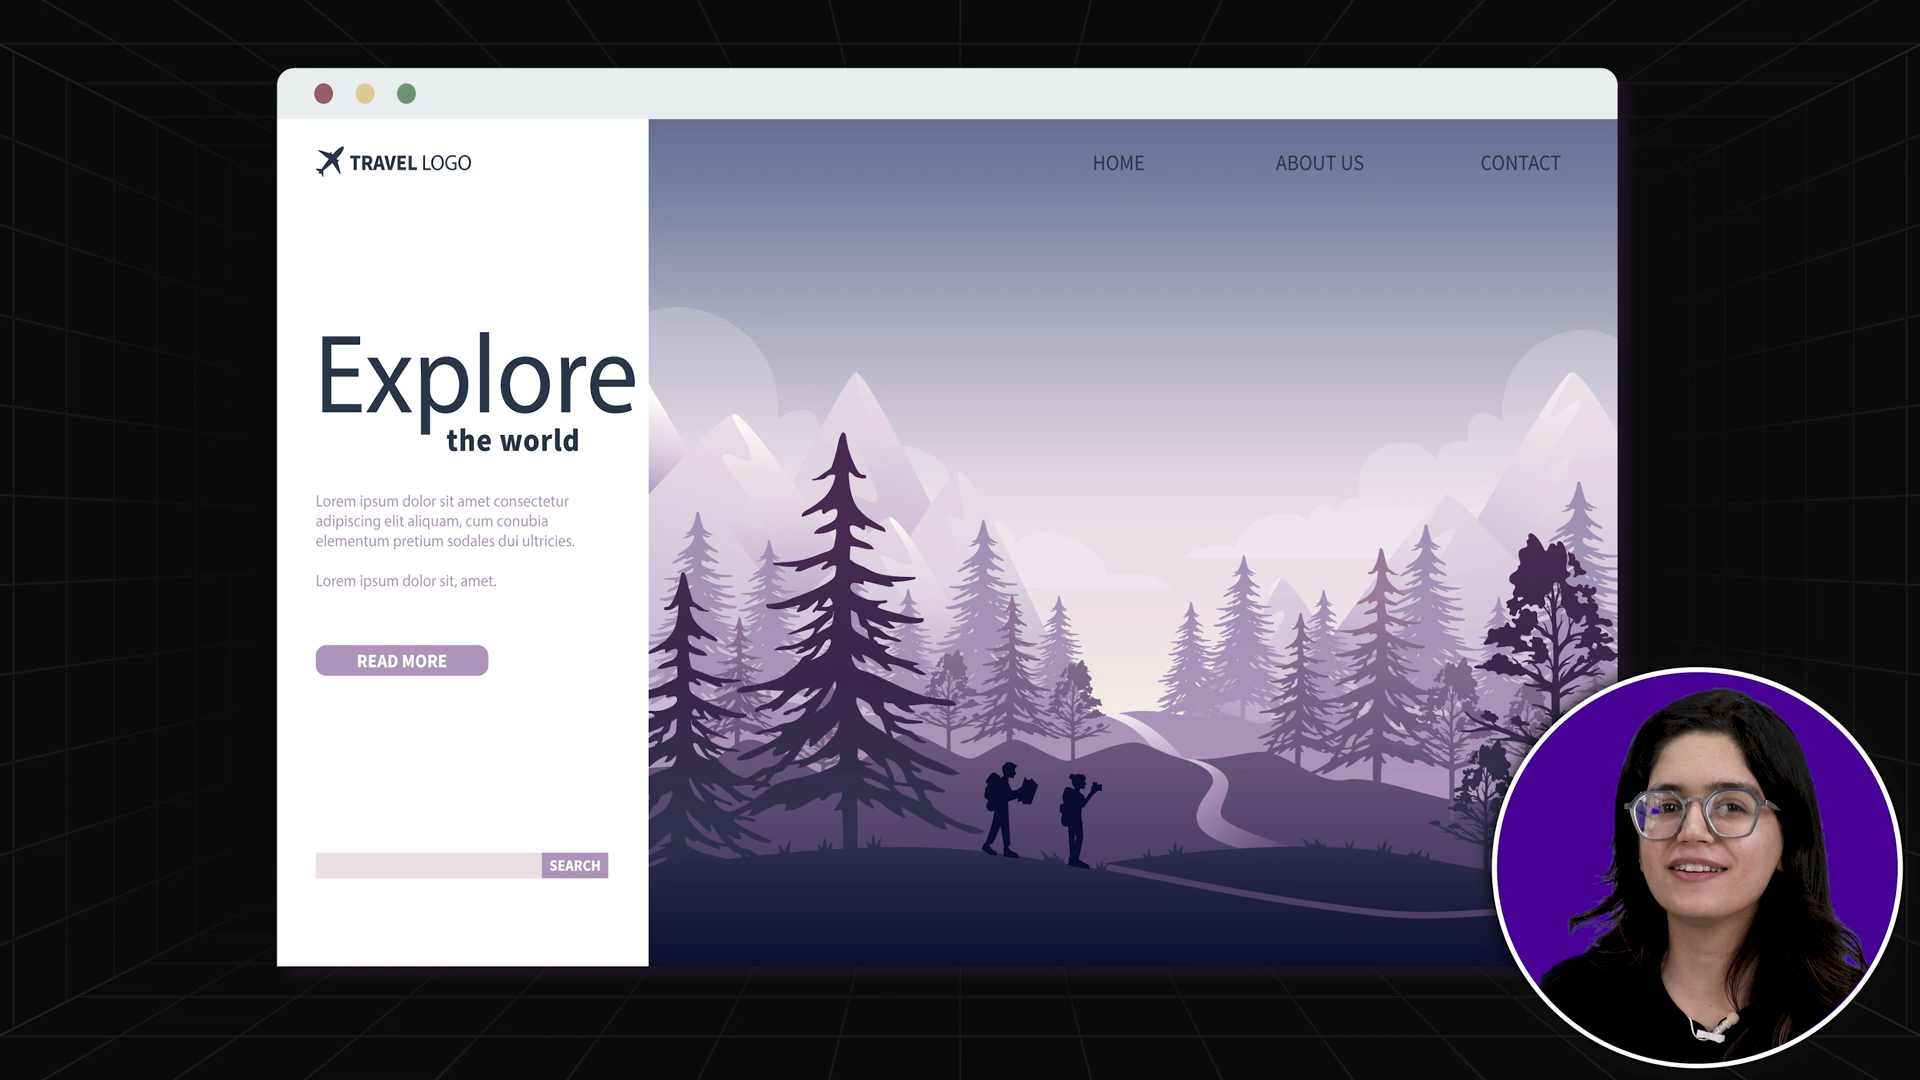 TRAVEL LOGO
HOME ABOUT US CONTACT
Explore
the world
Lorem ipsum dolor sit amet consectetur
adipiscing elit aliquam, cum conubia
elementum pretium sodales dui ultricies.
Lorem ipsum dolor sit, amet.
READ MORE
SEARCH